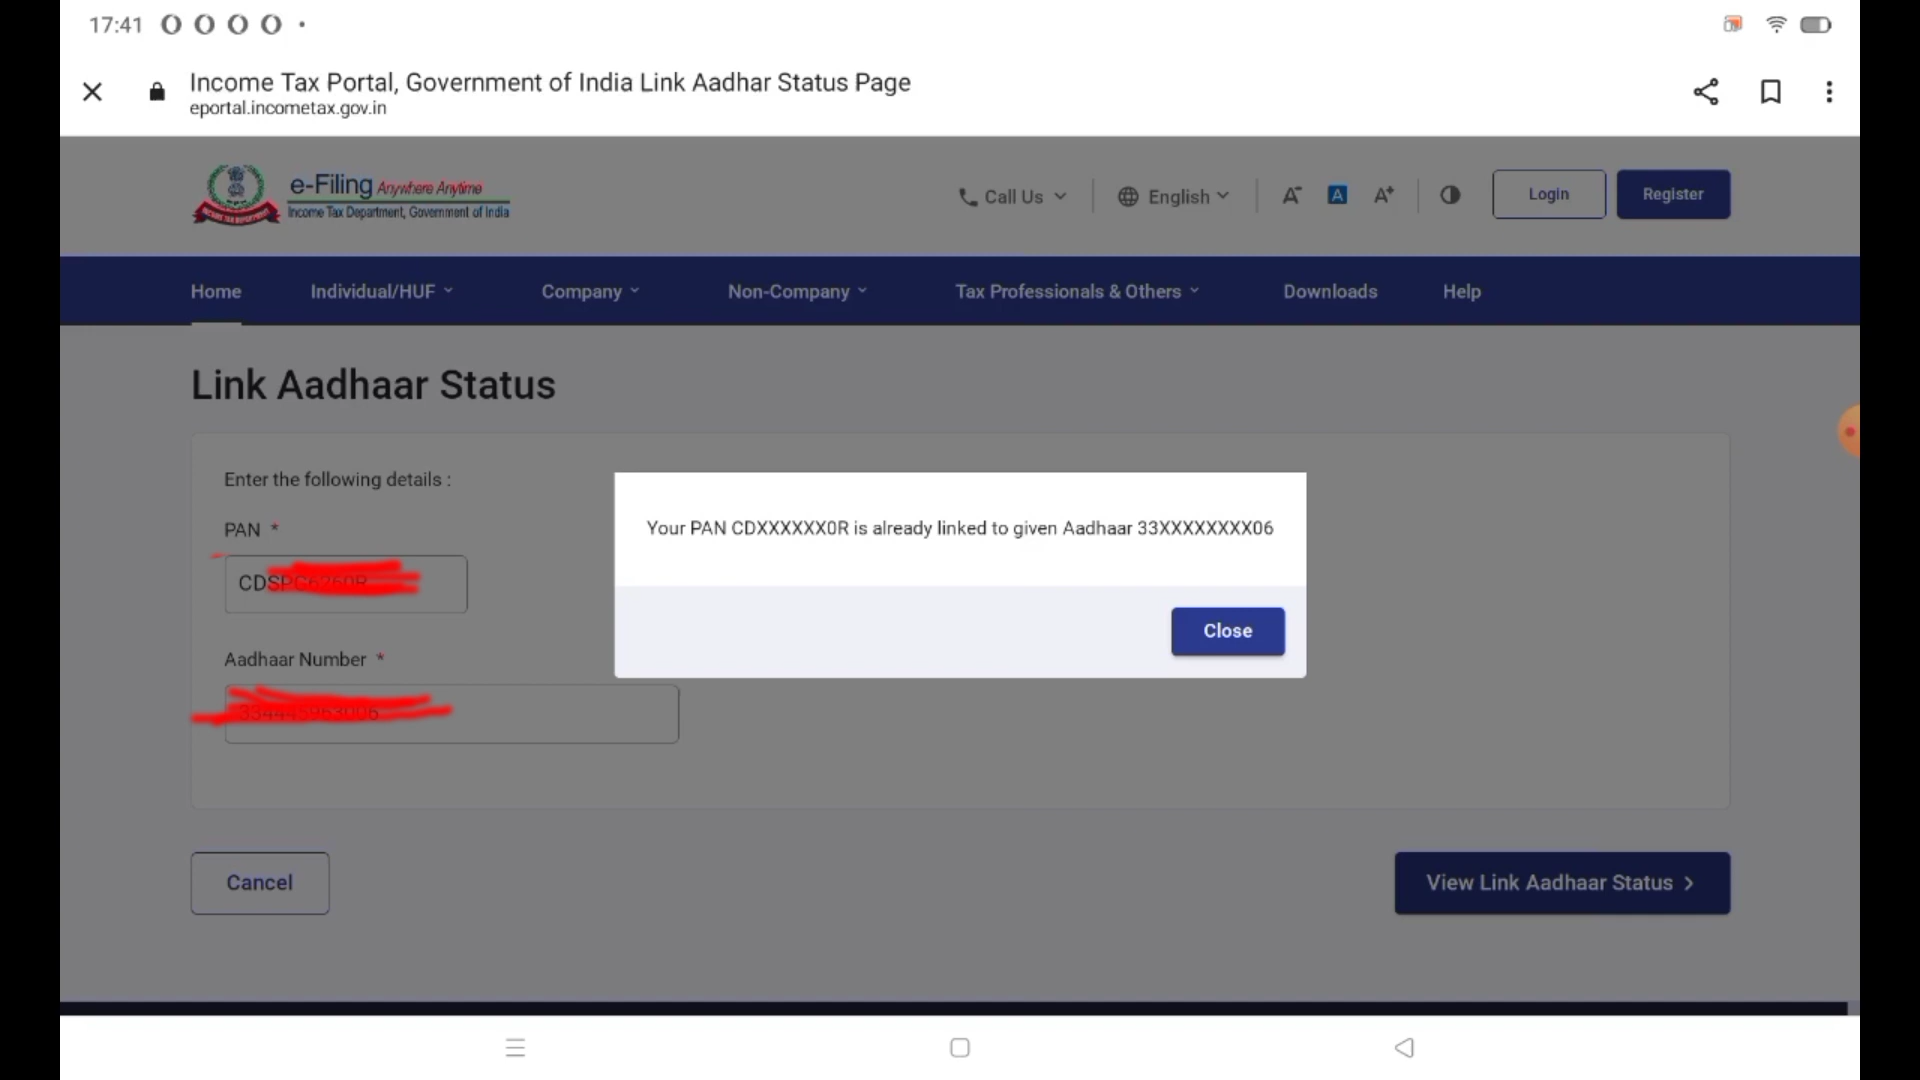 17:41
Income Tax Portal, Government of India Link Aadhar Status Page
eportal.incometax.gov.in
e-Filing Anywhere Anytime
Income Tax Department, Government of India
Call Us
English
A-
A
A+
Login
Register
Home
Individual/HUF
Company
Non-Company
Tax Professionals & Others
Downloads
Help
Link Aadhaar Status
Enter the following details :
PAN *
Your PAN CDXXXXXX0R is already linked to given Aadhaar 33XXXXXXXX06
Close
Aadhaar Number *
Cancel
View Link Aadhaar Status